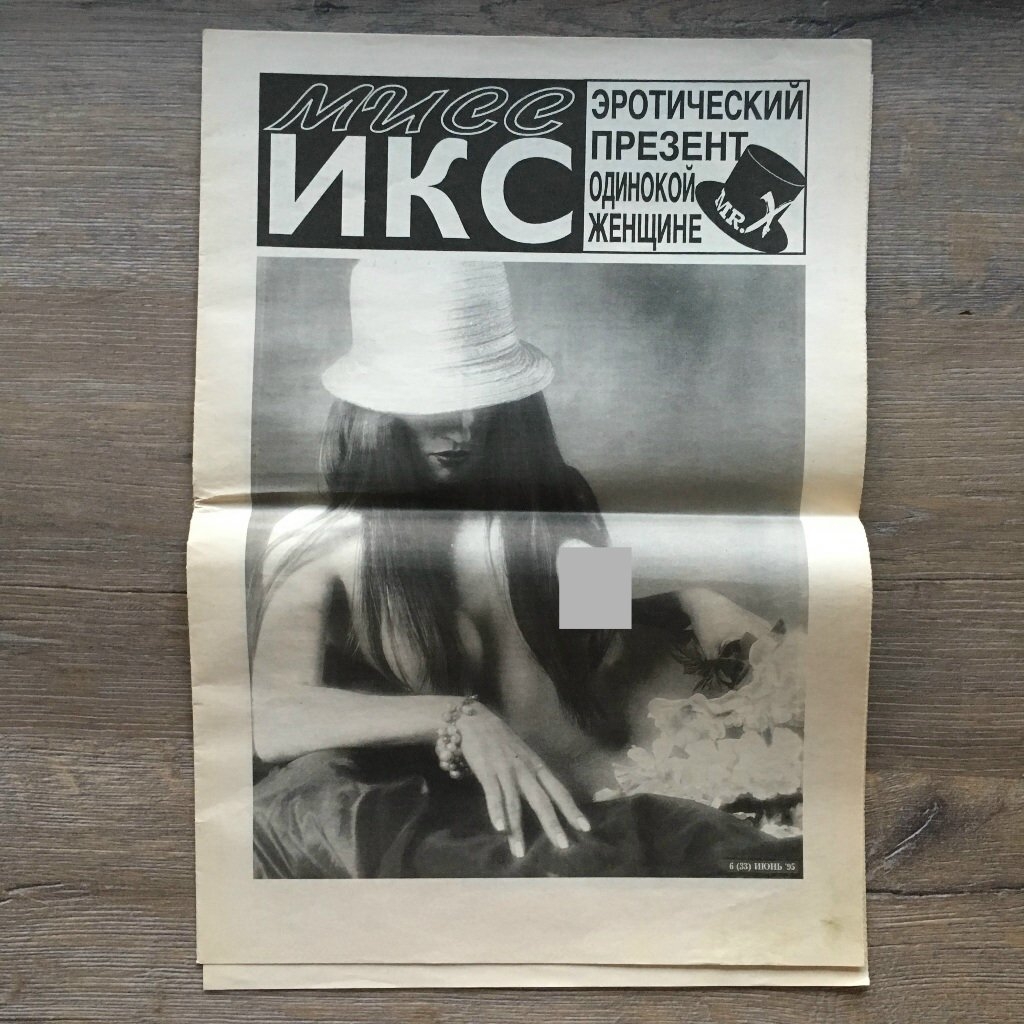 мисс
ИКС
ЭРОТИЧЕСКИЙ
ПРЕЗЕНТ
ОДИНОКОЙ
ЖЕНЩИНЕ
MR. X
6 (33) ИЮНЬ '95